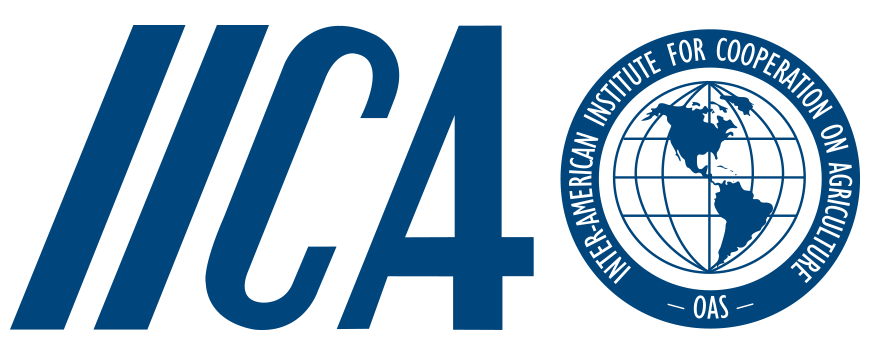 IICA
INTER-AMERICAN INSTITUTE FOR COOPERATION ON AGRICULTURE
— OAS —